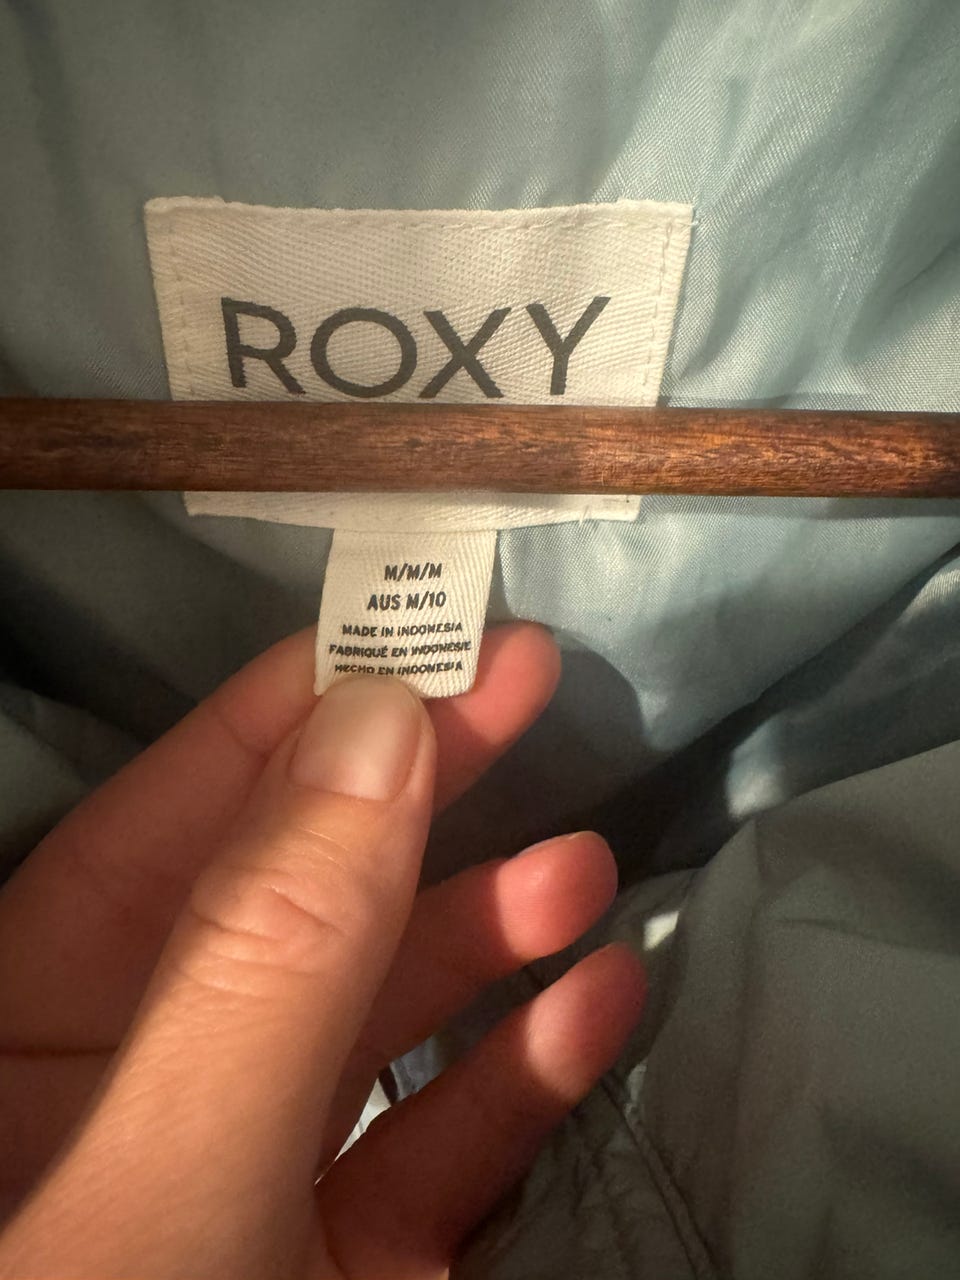 ROXY
M/M/M
AUS M/10
MADE IN INDONESIA
FABRIQUÉ EN INDONESIE
HECHO EN INDONESIA